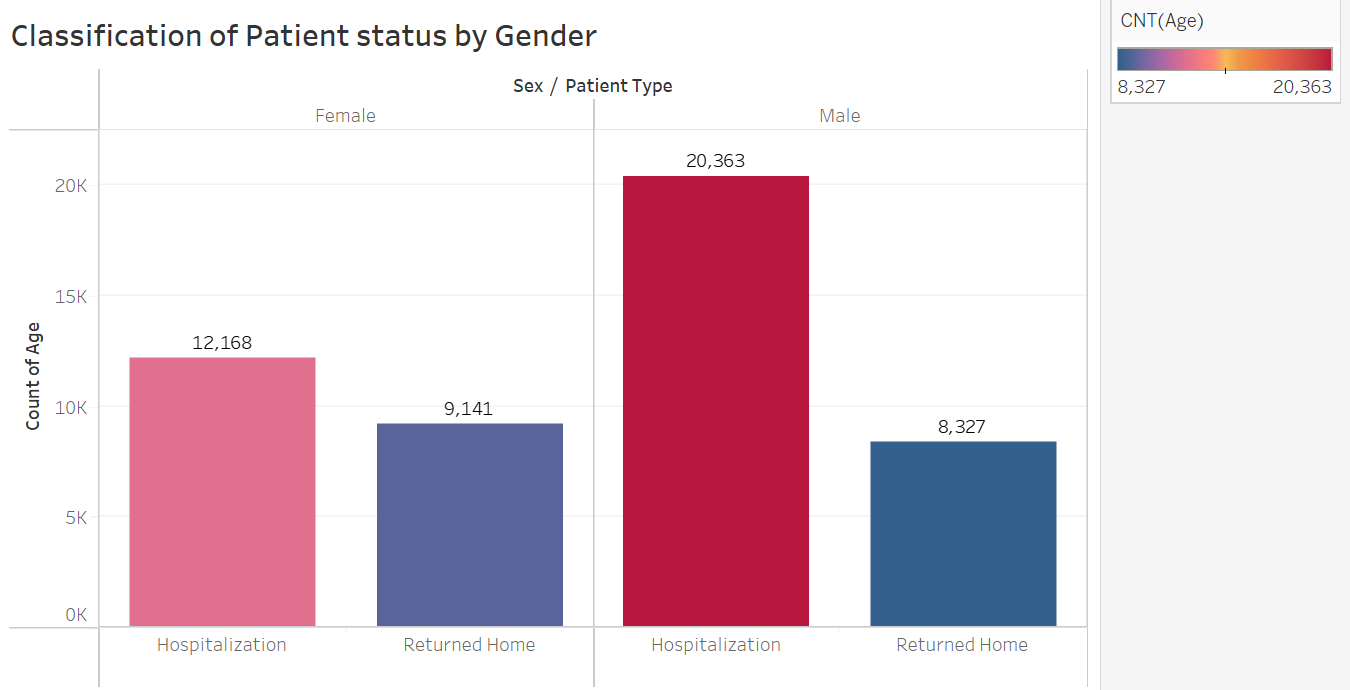 Classification of Patient status by Gender
Sex / Patient Type
Female
Male
Count of Age
20K
15K
10K
5K
0K
12,168
9,141
20,363
8,327
Hospitalization
Returned Home
Hospitalization
Returned Home
CNT(Age)
8,327
20,363